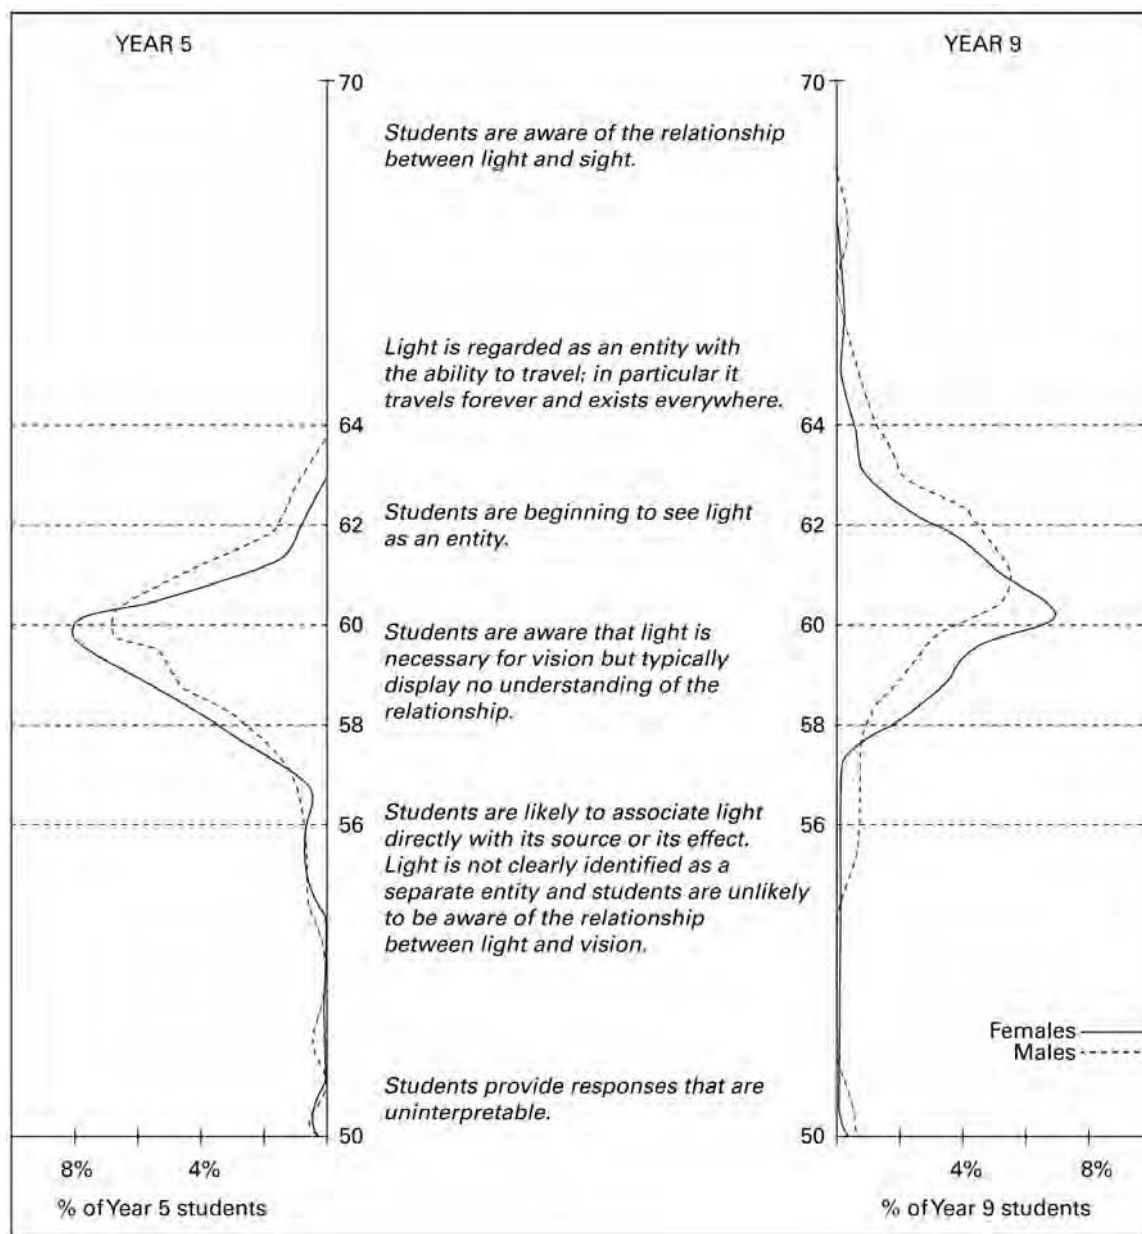 YEAR 5
YEAR 9
70
70
Students are aware of the relationship
between light and sight.
Light is regarded as an entity with
the ability to travel; in particular it
travels forever and exists everywhere.
64
64
62
62
Students are beginning to see light
as an entity.
60
60
Students are aware that light is
necessary for vision but typically
display no understanding of the
relationship.
58
58
56
56
Students are likely to associate light
directly with its source or its effect.
Light is not clearly identified as a
separate entity and students are unlikely
to be aware of the relationship
between light and vision.
Females
Males
Students provide responses that are
uninterpretable.
50
50
8%
4%
4%
8%
% of Year 5 students
% of Year 9 students